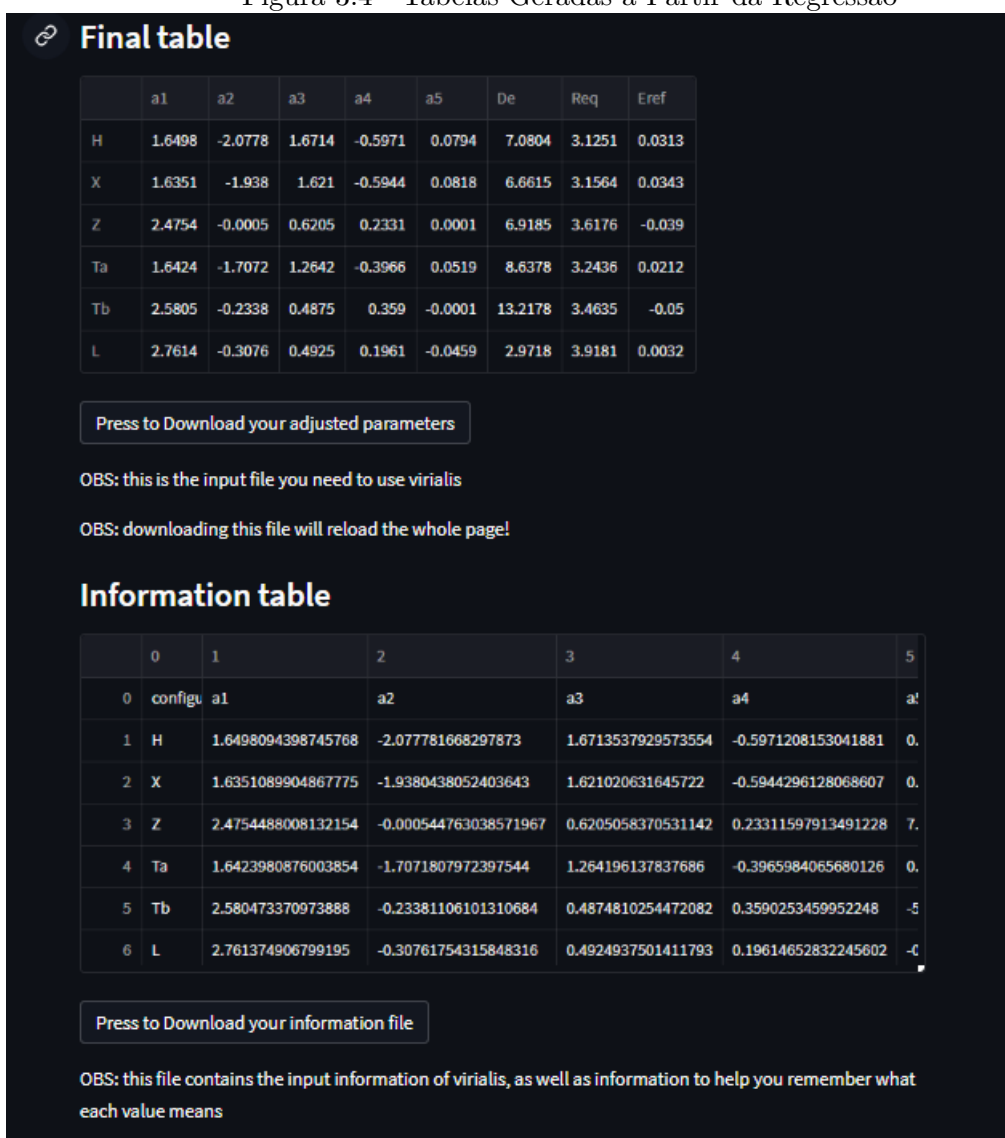 Figura 3.4 - Tabelas Geradas a Partir da Regressão
Final table
a1 a2 a3 a4 a5 De Req Eref
H 1.6498 -2.0778 1.6714 -0.5971 0.0794 7.0804 3.1251 0.0313
X 1.6351 -1.938 1.621 -0.5944 0.0818 6.6615 3.1564 0.0343
Z 2.4754 -0.0005 0.6205 0.2331 0.0001 6.9185 3.6176 -0.039
Ta 1.6424 -1.7072 1.2642 -0.3966 0.0519 8.6378 3.2436 0.0212
Tb 2.5805 -0.2338 0.4875 0.359 -0.0001 13.2178 3.4635 -0.05
L 2.7614 -0.3076 0.4925 0.1961 -0.0459 2.9718 3.9181 0.0032
Press to Download your adjusted parameters
OBS: this is the input file you need to use virialis
OBS: downloading this file will reload the whole page!
Information table
0 1 2 3 4 5
0 configu a1 a2 a3 a4
1 H 1.6498094398745768 -2.077781668297873 1.6713537929573554 -0.5971208153041881 0.
2 X 1.6351089904867775 -1.9380438052403643 1.621020631645722 -0.5944296128068607 0.
3 Z 2.4754488008132154 -0.000544763038571967 0.6205058370531142 0.23311597913491228 7.
4 Ta 1.6423980876003854 -1.7071807972397544 1.264196137837686 -0.3965984065680126 0.
5 Tb 2.580473370973888 -0.23381106101310684 0.4874810254472082 0.3590253459952248 -5
6 L 2.761374906799195 -0.30761754315848316 0.4924937501411793 0.19614652832245602
Press to Download your information file
OBS: this file contains the input information of virialis, as well as information to help you remember what
each value means